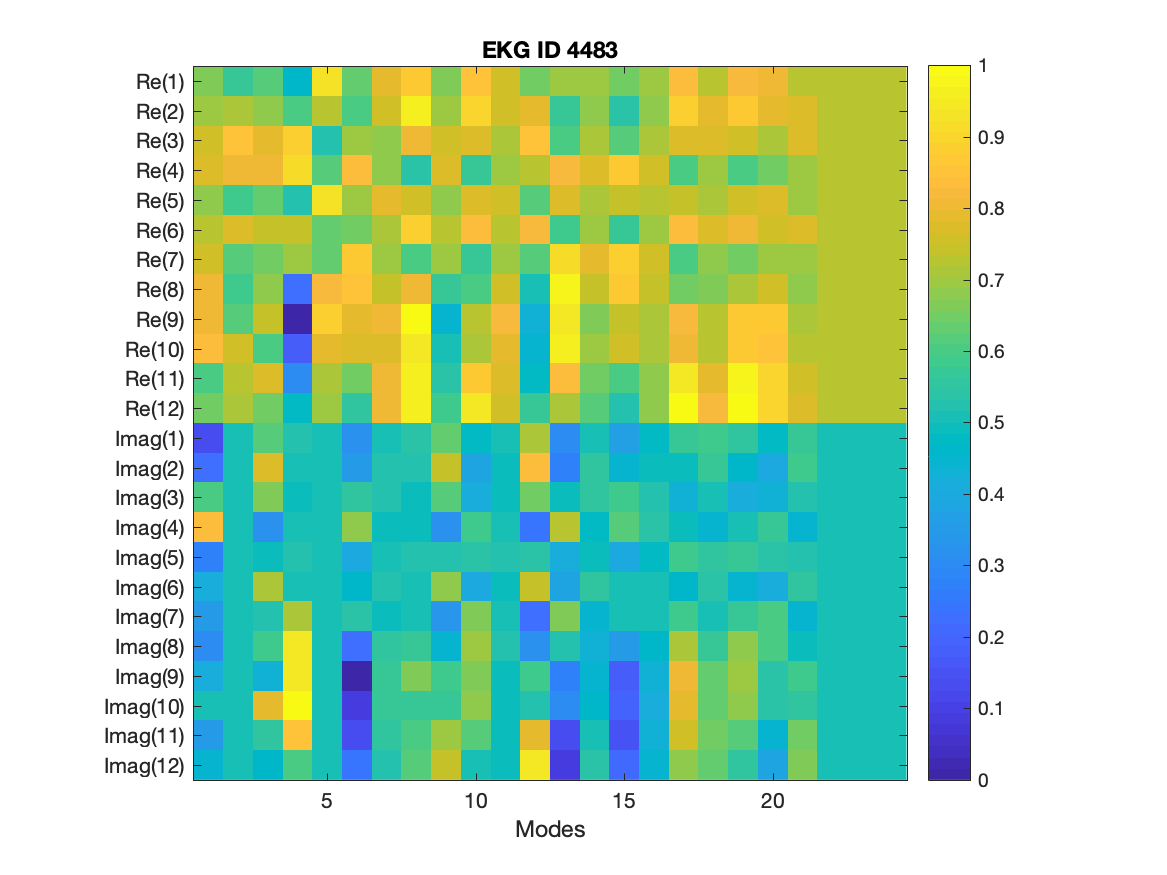 EKG ID 4483
Re(1)
Re(2)
Re(3)
Re(4)
Re(5)
Re(6)
Re(7)
Re(8)
Re(9)
Re(10)
Re(11)
Re(12)
Imag(1)
Imag(2)
Imag(3)
Imag(4)
Imag(5)
Imag(6)
Imag(7)
Imag(8)
Imag(9)
Imag(10)
Imag(11)
Imag(12)
5 10 15 20
Modes
1
0.9
0.8
0.7
0.6
0.5
0.4
0.3
0.2
0.1
0